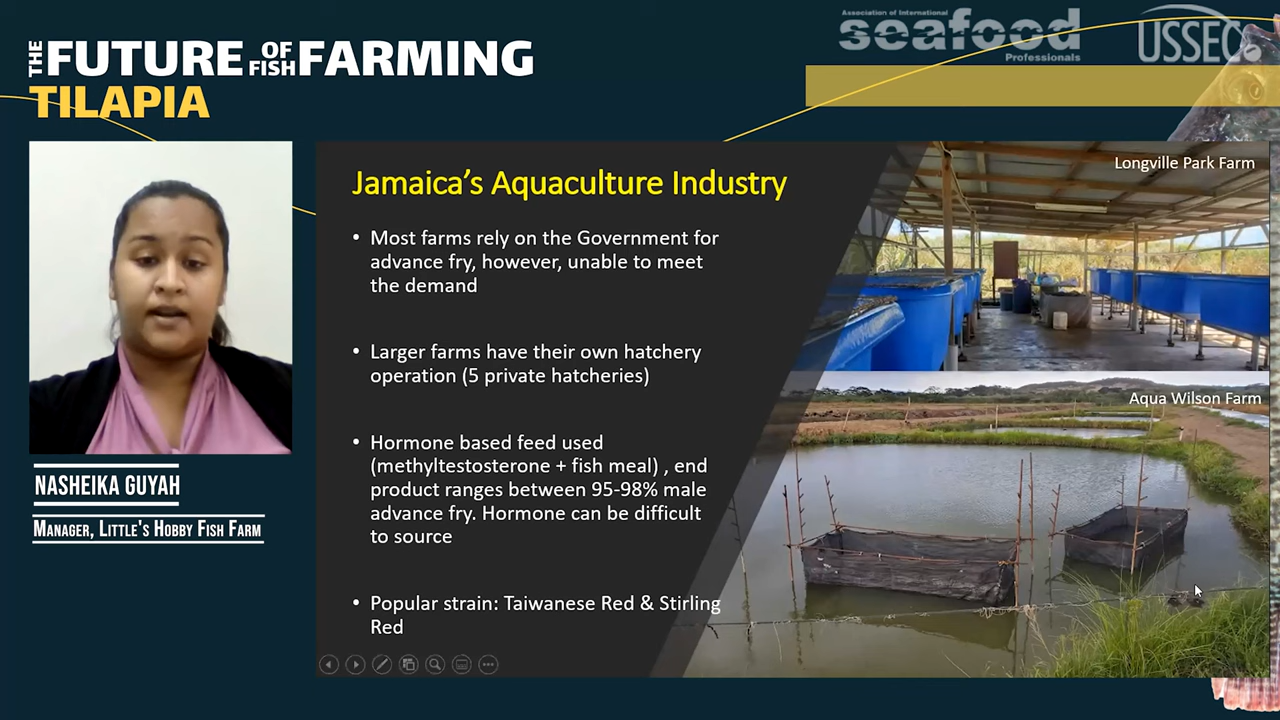 THE FUTURE OF FISH FARMING
TILAPIA
Association of International
seafood
Professionals
USSEC
Jamaica's Aquaculture Industry
• Most farms rely on the Government for
advance fry, however, unable to meet
the demand
• Larger farms have their own hatchery
operation (5 private hatcheries)
• Hormone based feed used
(methyltestosterone + fish meal) , end
product ranges between 95-98% male
advance fry. Hormone can be difficult
to source
• Popular strain: Taiwanese Red & Stirling
Red
Longville Park Farm
Aqua Wilson Farm
NASHEIKA GUYAH
MANAGER, LITTLE'S HOBBY FISH FARM